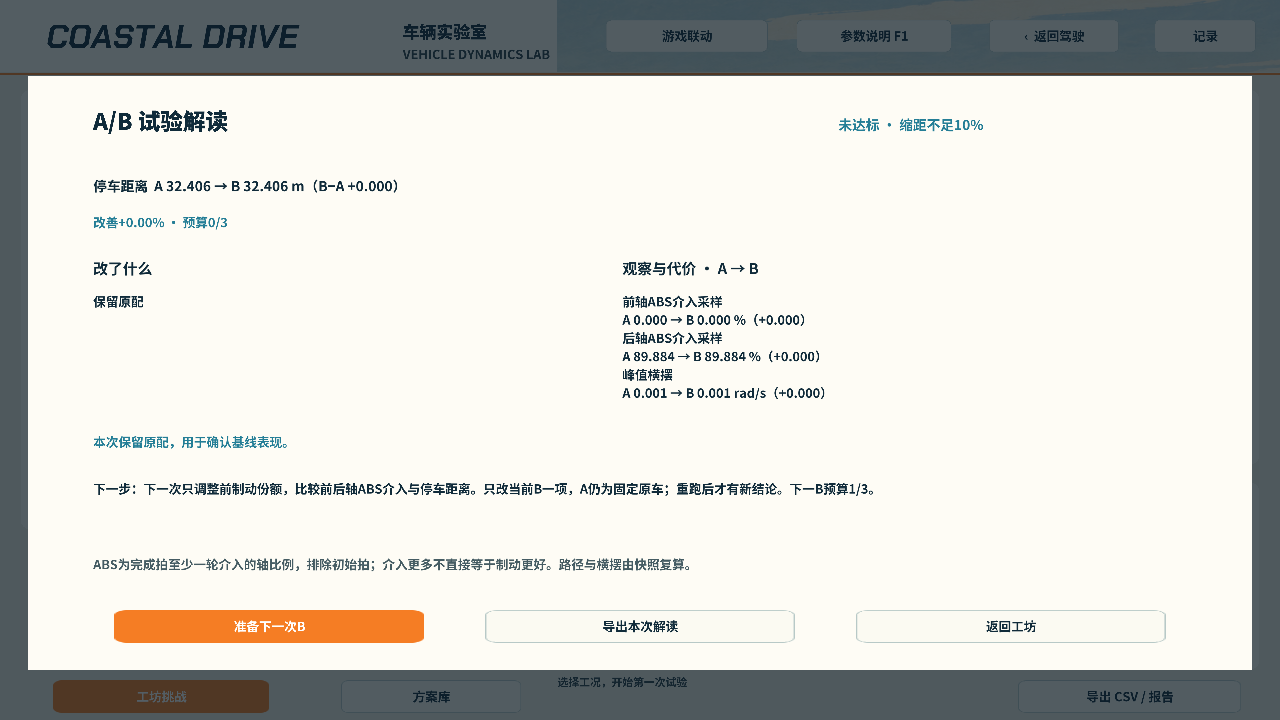 COASTAL DRIVE
车辆实验室
VEHICLE DYNAMICS LAB
游戏联动
参数说明 F1
‹ 返回驾驶
记录
A/B 试验解读
未达标 · 缩距不足10%
停车距离 A 32.406 → B 32.406 m（B−A +0.000）
改善+0.00% · 预算0/3
改了什么
保留原配
观察与代价 · A → B
前轴ABS介入采样
A 0.000 → B 0.000 %（+0.000）
后轴ABS介入采样
A 89.884 → B 89.884 %（+0.000）
峰值横摆
A 0.001 → B 0.001 rad/s（+0.000）
本次保留原配，用于确认基线表现。
下一步：下一次只调整前制动份额，比较前后轴ABS介入与停车距离。只改当前B一项，A仍为固定原车；重跑后才有新结论。下一B预算1/3。
ABS为完成拍至少一轮介入的轴比例，排除初始拍；介入更多不直接等于制动更好。路径与横摆由快照复算。
准备下一次B
导出本次解读
返回工坊
工坊挑战
方案库
选择工况，开始第一次试验
导出 CSV / 报告